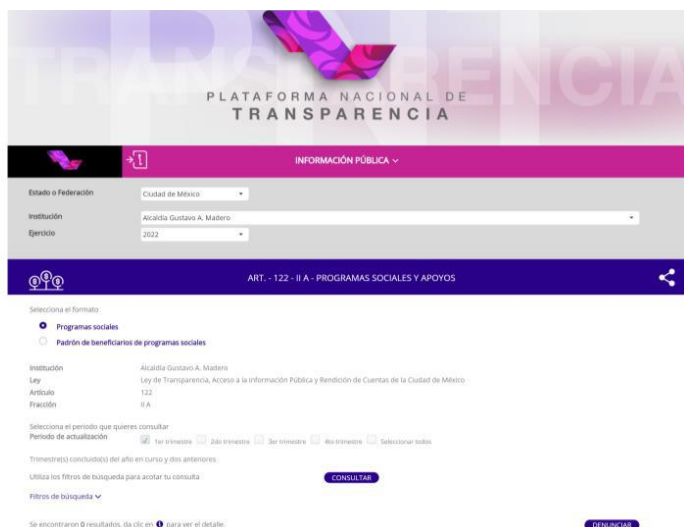 TRANSPARENCIA
PLATAFORMA NACIONAL DE
TRANSPARENCIA
INFORMACIÓN PÚBLICA
Estado o Federación Ciudad de México
Institución Alcaldía Gustavo A. Madero
Ejercicio 2022
ART. - 122 - II A - PROGRAMAS SOCIALES Y APOYOS
Selecciona el formato
Programas sociales
Padrón de beneficiarios de programas sociales
Institución Alcaldía Gustavo A. Madero
Ley Ley de Transparencia, Acceso a la Información Pública y Rendición de Cuentas de la Ciudad de México
Artículo 122
Fracción II A
Selecciona el periodo que quieres consultar
Periodo de actualización 1er trimestre 2do trimestre 3er trimestre 4to trimestre Seleccionar todos
Trimestre(s) concluido(s) del año en curso y dos anteriores.
Utiliza los filtros de búsqueda para acotar tu consulta CONSULTAR
Filtros de búsqueda
Se encontraron 0 resultados, da clic en i para ver el detalle. DENUNCIAR